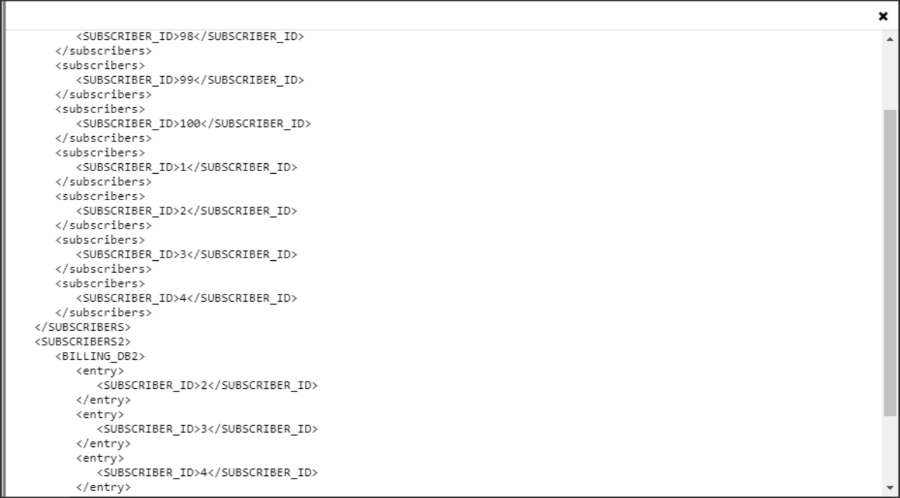 <SUBSCRIBER_ID>98</SUBSCRIBER_ID>
</subscribers>
<subscribers>
<SUBSCRIBER_ID>99</SUBSCRIBER_ID>
</subscribers>
<subscribers>
<SUBSCRIBER_ID>100</SUBSCRIBER_ID>
</subscribers>
<subscribers>
<SUBSCRIBER_ID>1</SUBSCRIBER_ID>
</subscribers>
<subscribers>
<SUBSCRIBER_ID>2</SUBSCRIBER_ID>
</subscribers>
<subscribers>
<SUBSCRIBER_ID>3</SUBSCRIBER_ID>
</subscribers>
<subscribers>
<SUBSCRIBER_ID>4</SUBSCRIBER_ID>
</subscribers>
</SUBSCRIBERS>
<SUBSCRIBERS2>
<BILLING_DB2>
<entry>
<SUBSCRIBER_ID>2</SUBSCRIBER_ID>
</entry>
<entry>
<SUBSCRIBER_ID>3</SUBSCRIBER_ID>
</entry>
<entry>
<SUBSCRIBER_ID>4</SUBSCRIBER_ID>
</entry>